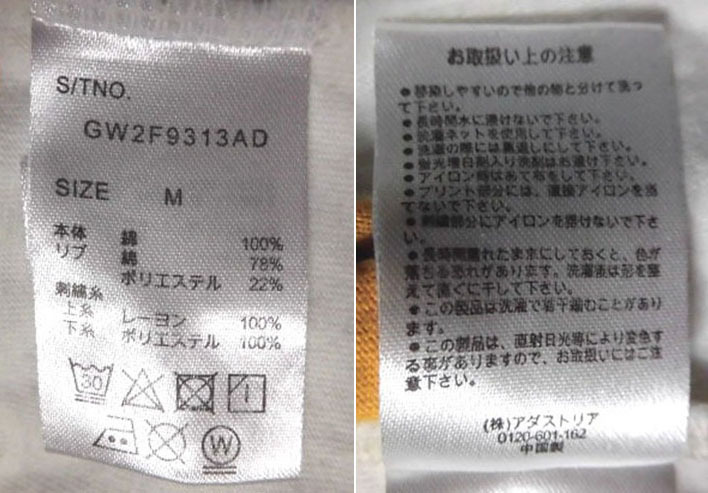 S/TNO.
GW2F9313AD
SIZE M
本体 綿 100%
リブ 綿 78%
ポリエステル 22%
刺繍糸
上糸 レーヨン 100%
下糸 ポリエステル 100%
30
W
お取扱い上の注意
●移染しやすいので他の物と分けて洗っ
て下さい。
●長時間水に漬けないで下さい。
●洗濯ネットを使用して下さい。
●洗濯の際には裏返しにして下さい。
●蛍光増白剤入り洗剤はお避け下さい。
●アイロン時はあて布をして下さい。
●プリント部分には、直接アイロンを当
てないで下さい。
●刺繍部分にアイロンを掛けないで下さ
い。
●長時間濡れたままにしておくと、色が
落ちる恐れがあります。洗濯後は形を整
えて直ぐに干して下さい。
●この製品は洗濯で若干縮むことがあり
ます。
●この製品は、直射日光等により変色す
る事がありますので、お取扱いにはご注
意下さい。
(株)アダストリア
0120-601-162
中国製